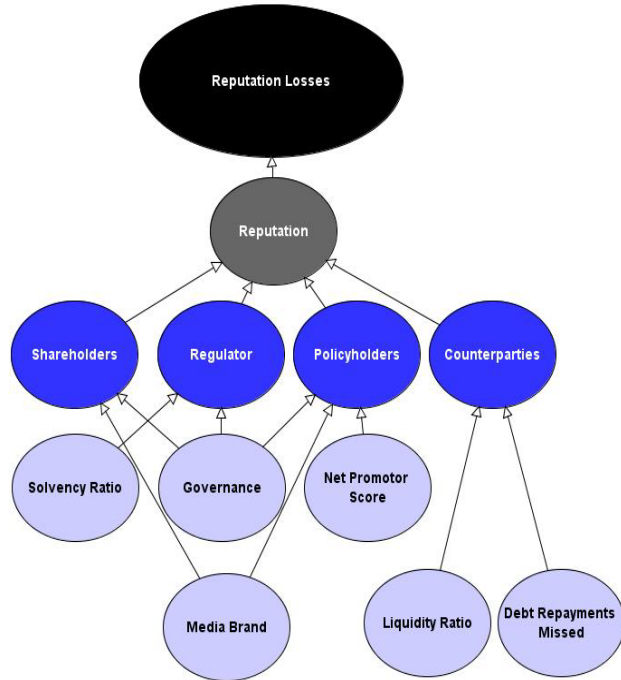 Reputation Losses
Reputation
Shareholders
Regulator
Policyholders
Counterparties
Solvency Ratio
Governance
Net Promotor
Score
Media Brand
Liquidity Ratio
Debt Repayments
Missed